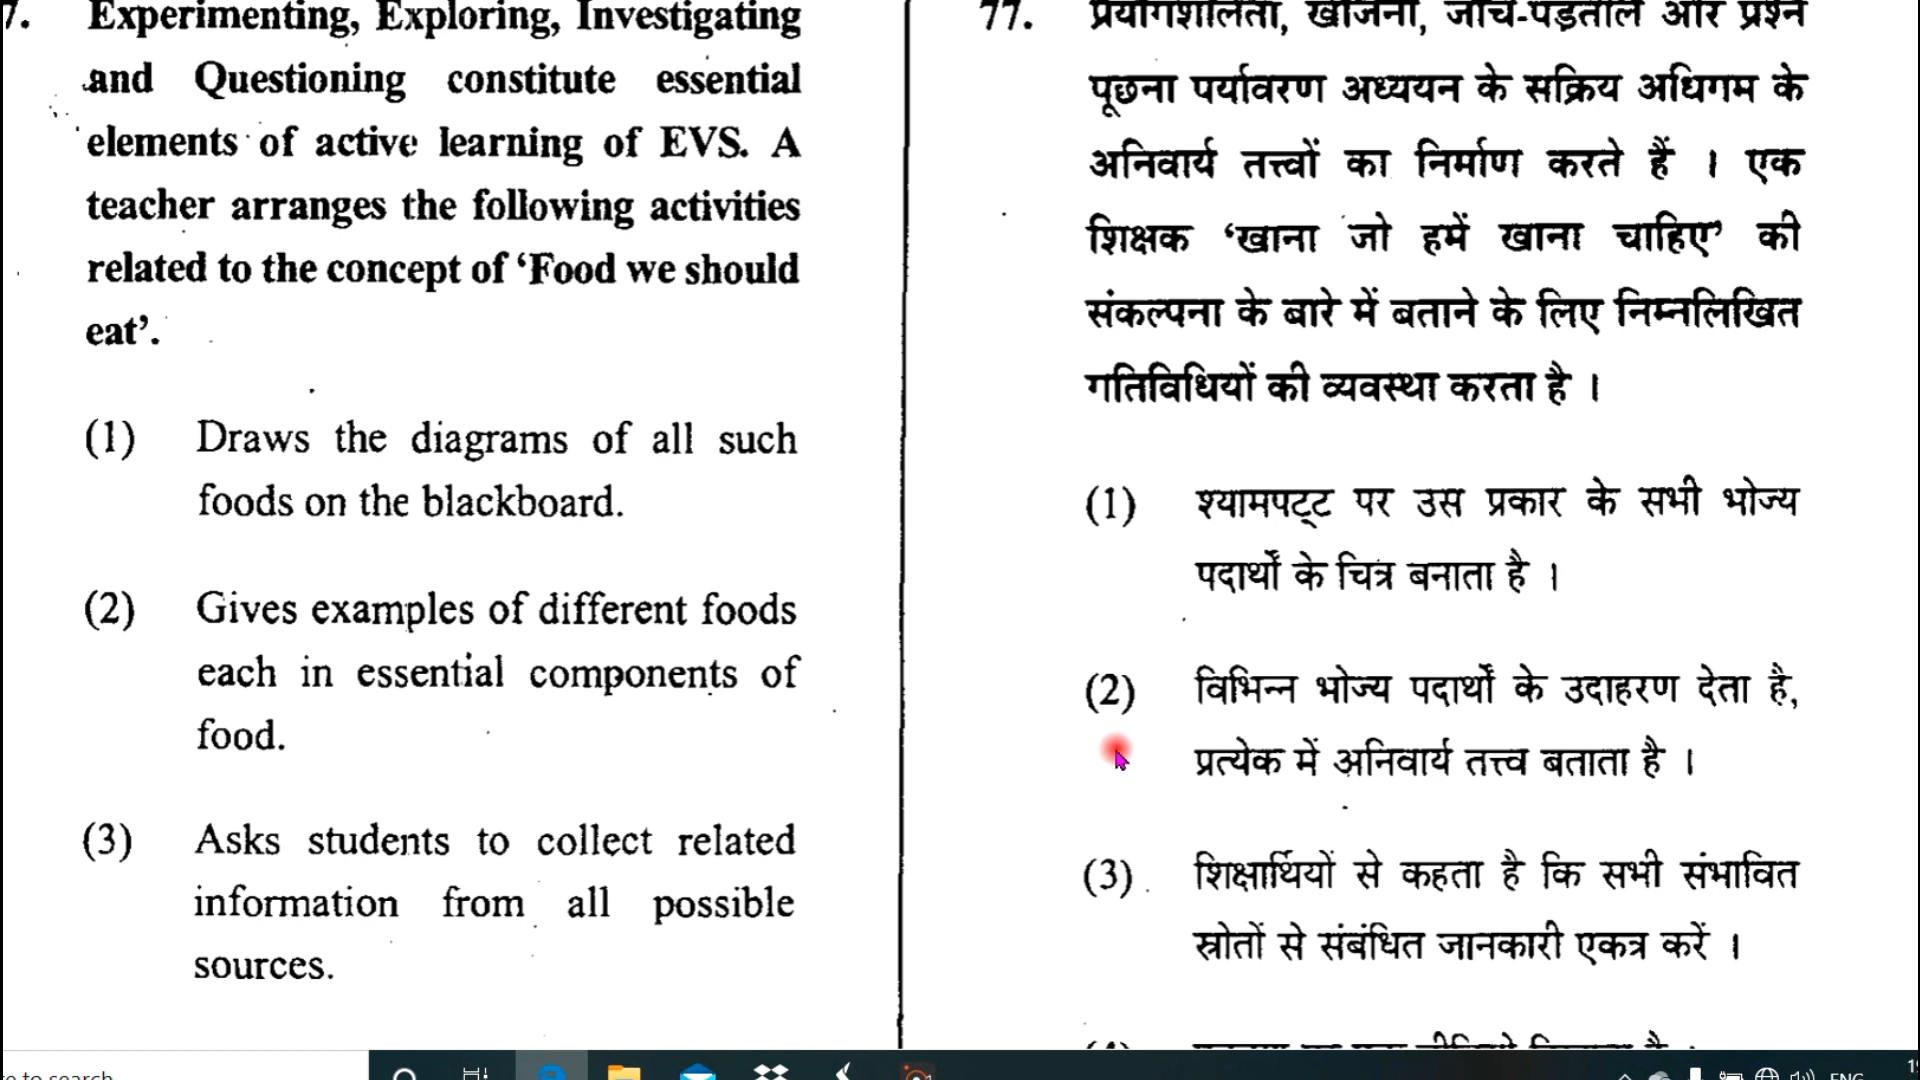 7.
Experimenting, Exploring, Investigating
and Questioning constitute essential
elements of active learning of EVS. A
teacher arranges the following activities
related to the concept of ‘Food we should
eat’.
(1) Draws the diagrams of all such
foods on the blackboard.
(2) Gives examples of different foods
each in essential components of
food.
(3) Asks students to collect related
information from all possible
sources.
77. प्रयोगशीलता, खोजना, जाँच-पड़ताल और प्रश्न
पूछना पर्यावरण अध्ययन के सक्रिय अधिगम के
अनिवार्य तत्त्वों का निर्माण करते हैं । एक
शिक्षक ‘खाना जो हमें खाना चाहिए’ की
संकल्पना के बारे में बताने के लिए निम्नलिखित
गतिविधियों की व्यवस्था करता है ।
(1) श्यामपट्ट पर उस प्रकार के सभी भोज्य
पदार्थों के चित्र बनाता है ।
(2) विभिन्न भोज्य पदार्थों के उदाहरण देता है,
प्रत्येक में अनिवार्य तत्त्व बताता है ।
(3) शिक्षार्थियों से कहता है कि सभी संभावित
स्रोतों से संबंधित जानकारी एकत्र करें ।
to search
ENG